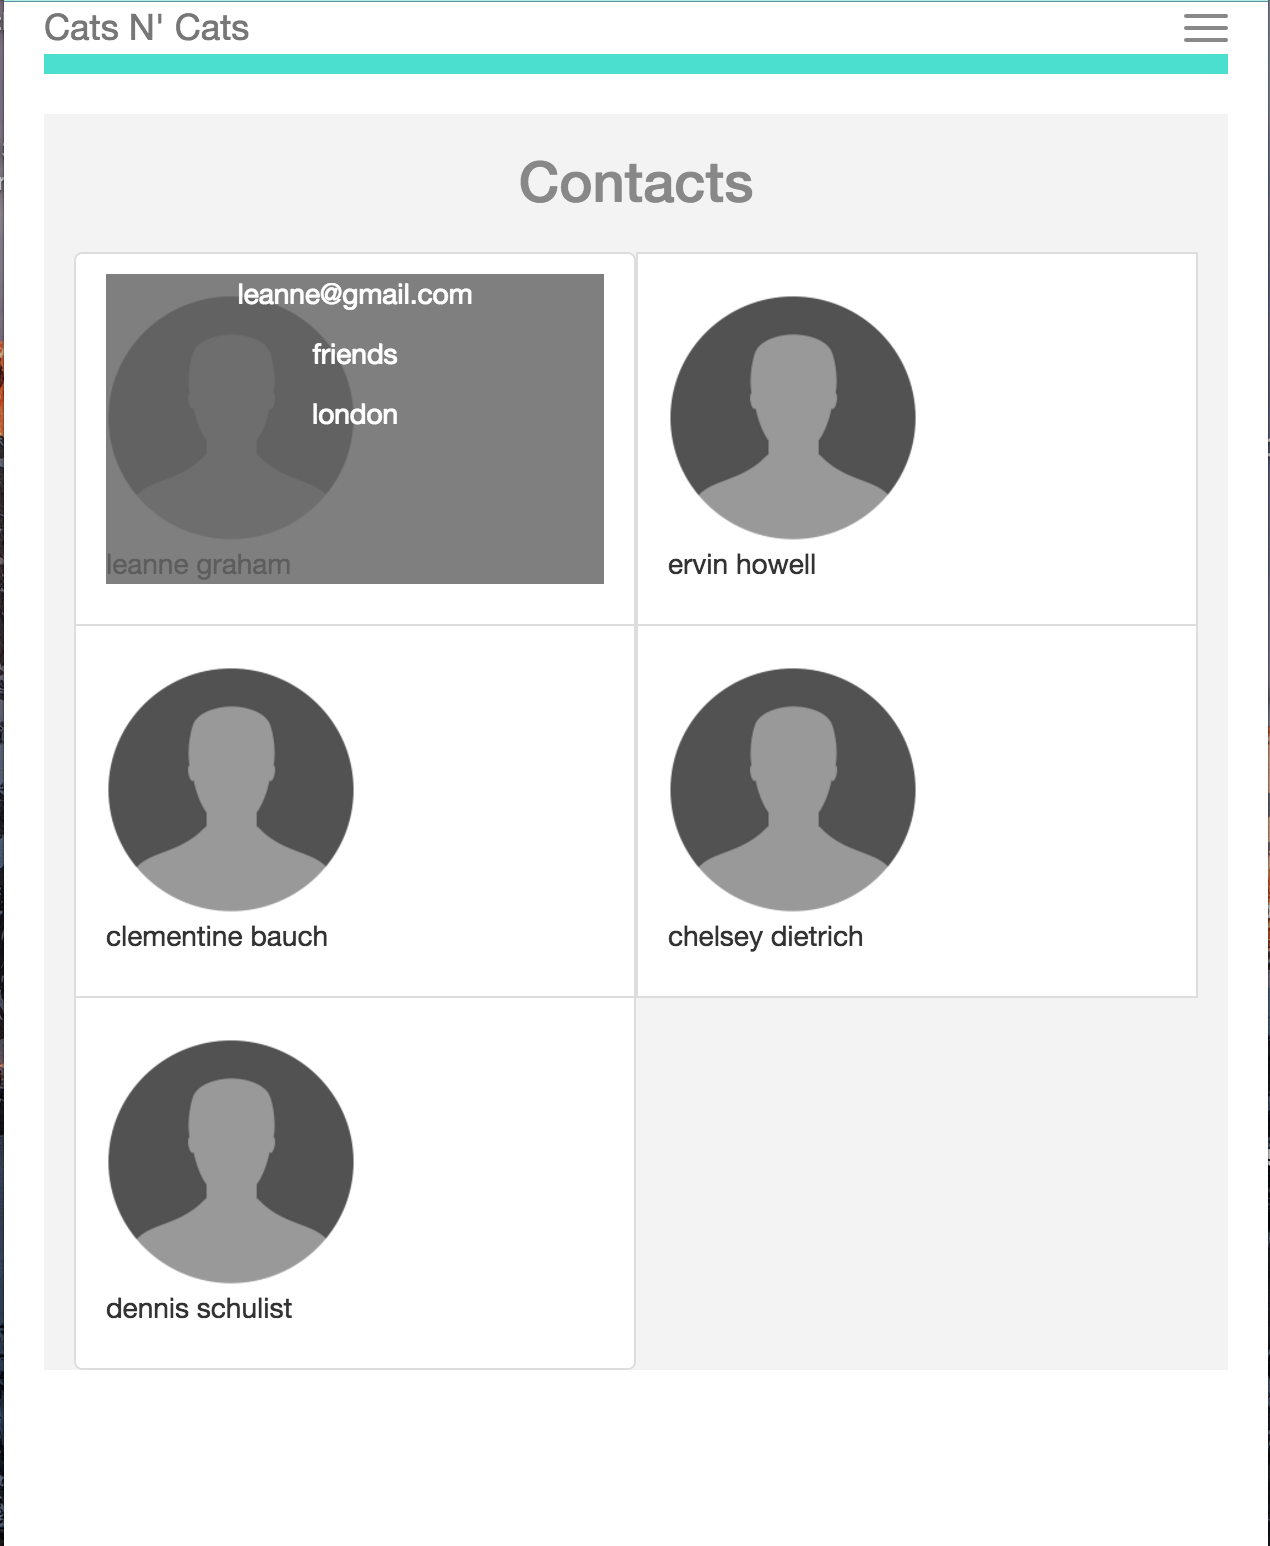 Cats N' Cats
Contacts
leanne@gmail.com
friends
london
leanne graham
ervin howell
clementine bauch
chelsey dietrich
dennis schulist